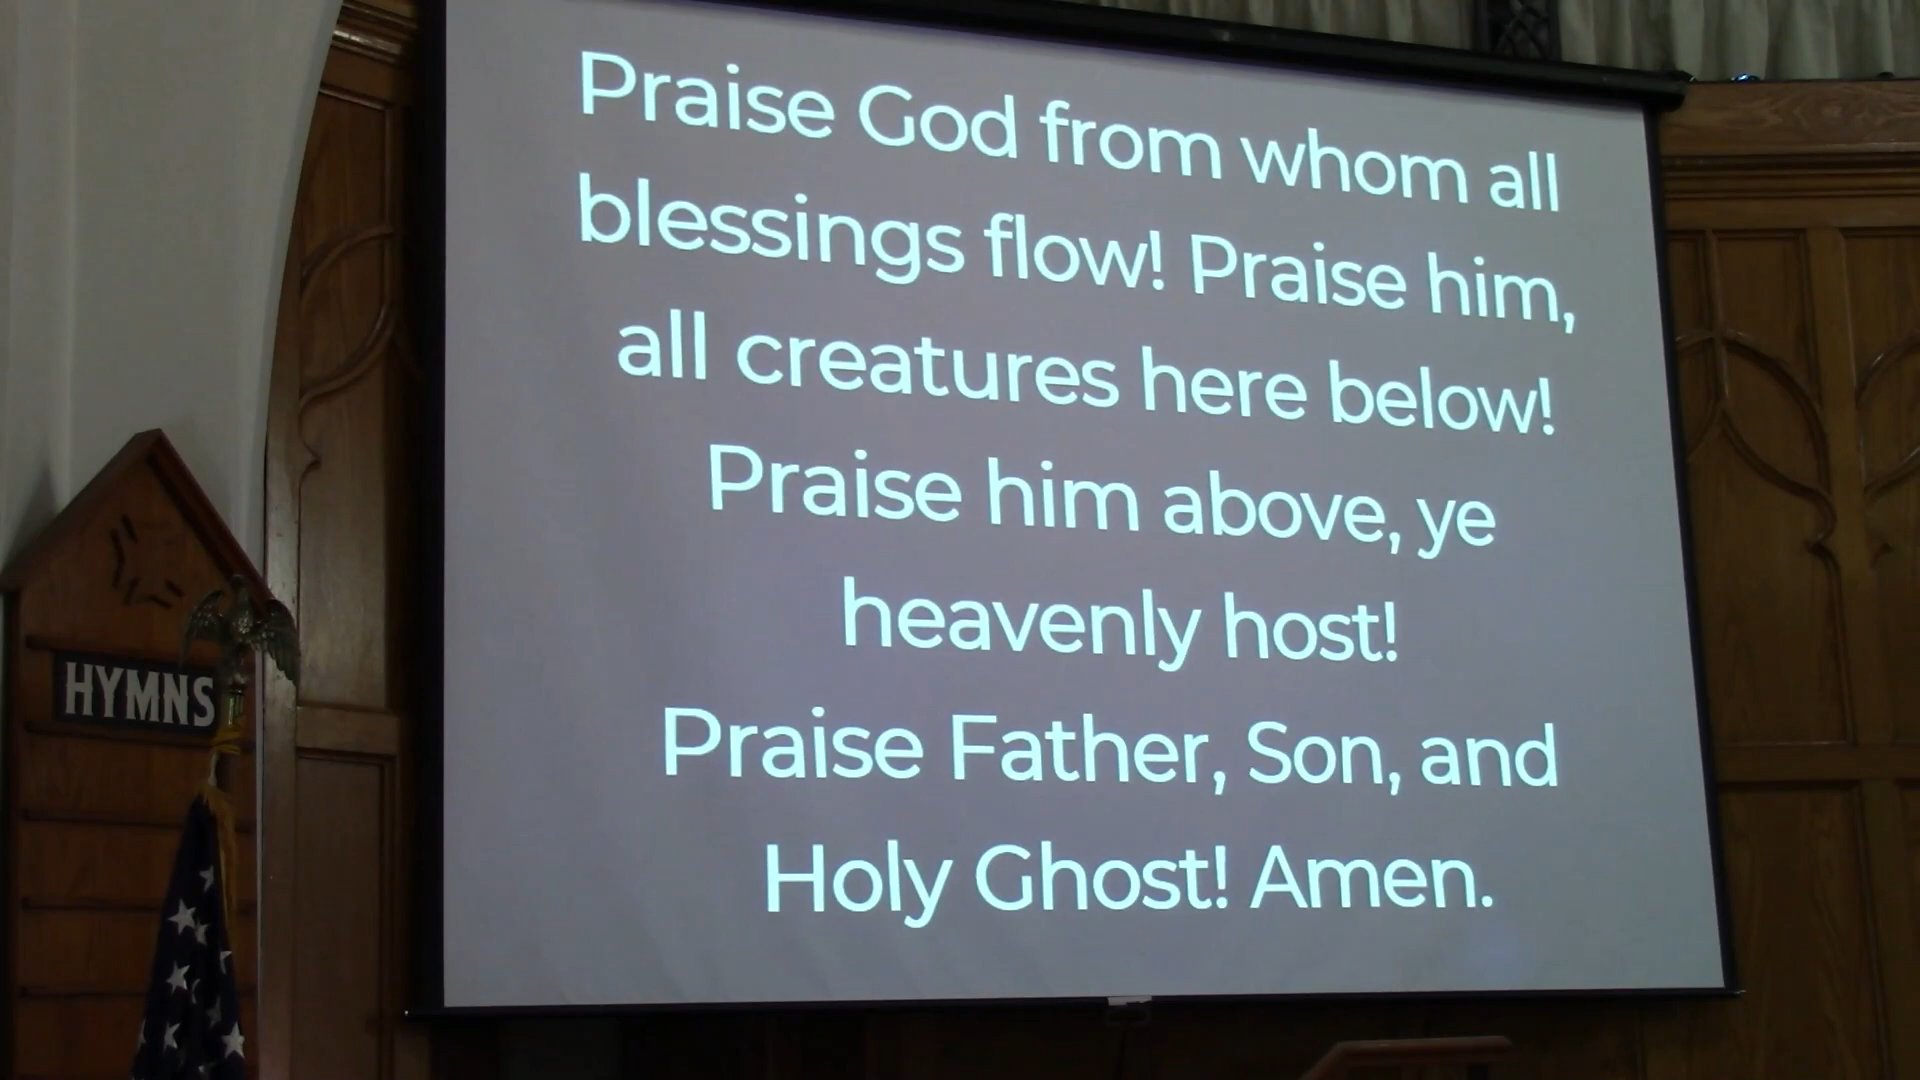 Praise God from whom all
blessings flow! Praise him,
all creatures here below!
Praise him above, ye
heavenly host!
Praise Father, Son, and
Holy Ghost! Amen.
HYMNS